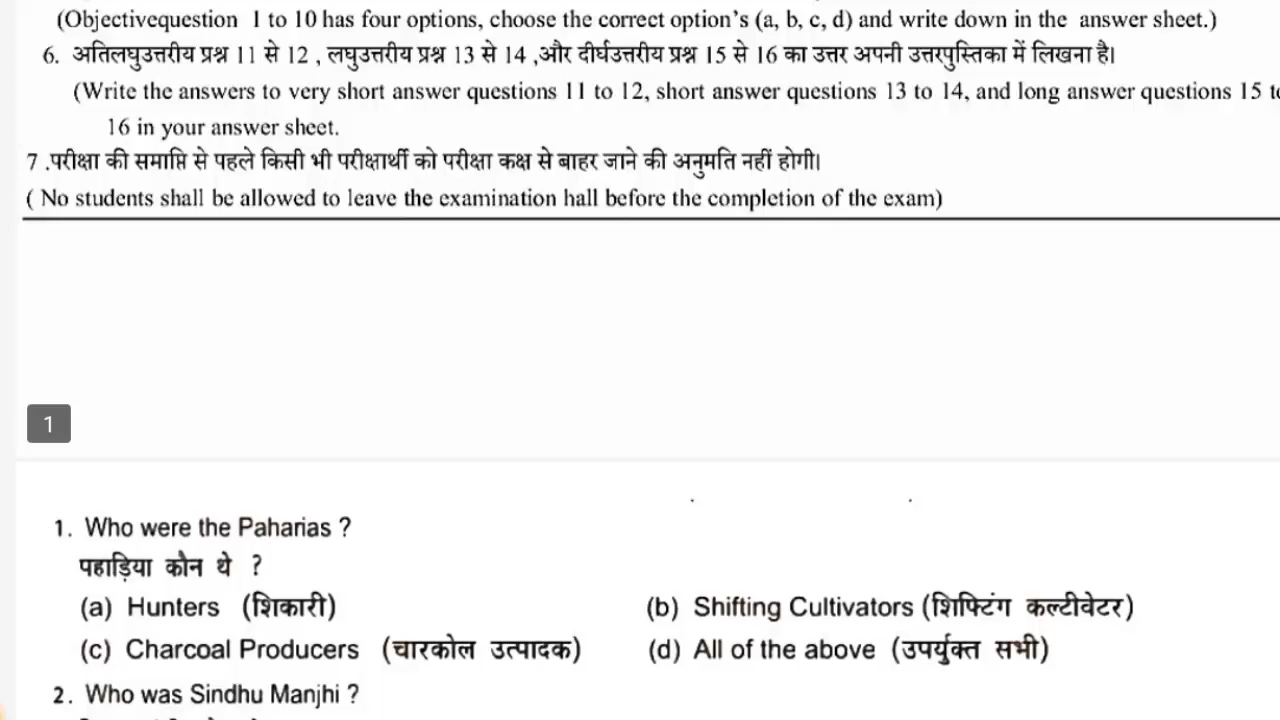 (Objectivequestion 1 to 10 has four options, choose the correct option’s (a, b, c, d) and write down in the answer sheet.)
6. अतिलघुउत्तरीय प्रश्न 11 से 12 , लघुउत्तरीय प्रश्न 13 से 14 ,और दीर्घउत्तरीय प्रश्न 15 से 16 का उत्तर अपनी उत्तरपुस्तिका में लिखना है।
(Write the answers to very short answer questions 11 to 12, short answer questions 13 to 14, and long answer questions 15 to
16 in your answer sheet.
7 .परीक्षा की समाप्ति से पहले किसी भी परीक्षार्थी को परीक्षा कक्ष से बाहर जाने की अनुमति नहीं होगी।
( No students shall be allowed to leave the examination hall before the completion of the exam)
1
1. Who were the Paharias ?
पहाड़िया कौन थे ?
(a) Hunters (शिकारी)
(b) Shifting Cultivators (शिफ्टिंग कल्टीवेटर)
(c) Charcoal Producers (चारकोल उत्पादक)
(d) All of the above (उपर्युक्त सभी)
2. Who was Sindhu Manjhi ?